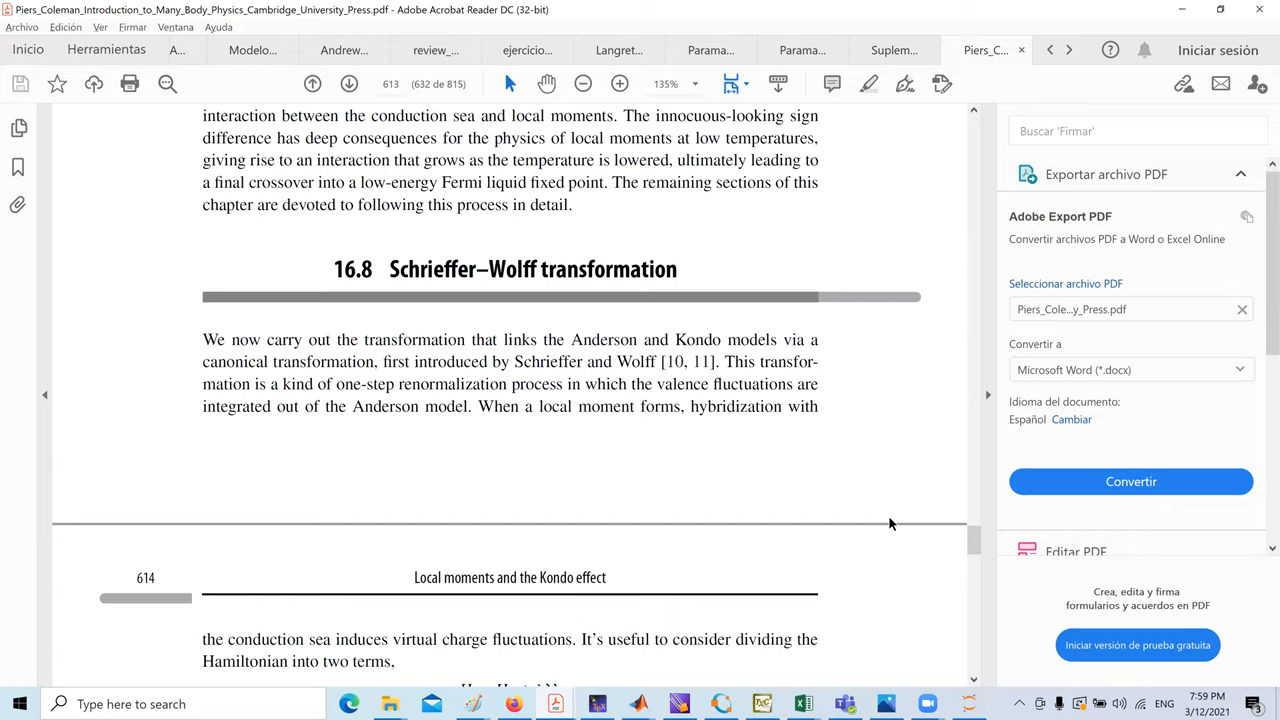 Piers_Coleman_Introduction_to_Many_Body_Physics_Cambridge_University_Press.pdf - Adobe Acrobat Reader DC (32-bit)
Archivo Edición Ver Firmar Ventana Ayuda
Inicio Herramientas A... Modelo... Andrew... review_... ejercicio... Langret... Parama... Parama... Suplem... Piers_C... × Iniciar sesión
613 (632 de 815) 135%
interaction between the conduction sea and local moments. The innocuous-looking sign
difference has deep consequences for the physics of local moments at low temperatures,
giving rise to an interaction that grows as the temperature is lowered, ultimately leading to
a final crossover into a low-energy Fermi liquid fixed point. The remaining sections of this
chapter are devoted to following this process in detail.
16.8 Schrieffer–Wolff transformation
We now carry out the transformation that links the Anderson and Kondo models via a
canonical transformation, first introduced by Schrieffer and Wolff [10, 11]. This transfor-
mation is a kind of one-step renormalization process in which the valence fluctuations are
integrated out of the Anderson model. When a local moment forms, hybridization with
614 Local moments and the Kondo effect
the conduction sea induces virtual charge fluctuations. It's useful to consider dividing the
Hamiltonian into two terms,
Buscar 'Firmar'
Exportar archivo PDF
Adobe Export PDF
Convertir archivos PDF a Word o Excel Online
Seleccionar archivo PDF
Piers_Cole...y_Press.pdf
Convertir a
Microsoft Word (*.docx)
Idioma del documento:
Español Cambiar
Convertir
Editar PDF
Crea, edita y firma
formularios y acuerdos en PDF
Iniciar versión de prueba gratuita
Type here to search
ENG
7:59 PM
3/12/2021
3